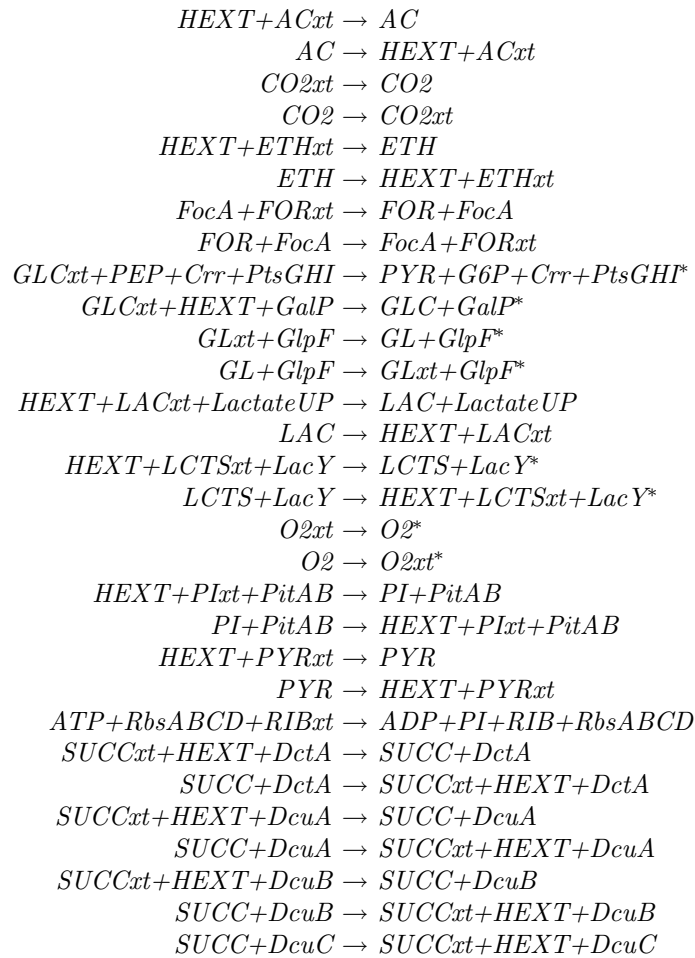 HEXT+ACxt → AC
AC → HEXT+ACxt
CO2xt → CO2
CO2 → CO2xt
HEXT+ETHxt → ETH
ETH → HEXT+ETHxt
FocA+FORxt → FOR+FocA
FOR+FocA → FocA+FORxt
GLCxt+PEP+Crr+PtsGHI → PYR+G6P+Crr+PtsGHI*
GLCxt+HEXT+GalP → GLC+GalP*
GLxt+GlpF → GL+GlpF*
GL+GlpF → GLxt+GlpF*
HEXT+LACxt+LactateUP → LAC+LactateUP
LAC → HEXT+LACxt
HEXT+LCTSxt+LacY → LCTS+LacY*
LCTS+LacY → HEXT+LCTSxt+LacY*
O2xt → O2*
O2 → O2xt*
HEXT+PIxt+PitAB → PI+PitAB
PI+PitAB → HEXT+PIxt+PitAB
HEXT+PYRxt → PYR
PYR → HEXT+PYRxt
ATP+RbsABCD+RIBxt → ADP+PI+RIB+RbsABCD
SUCCxt+HEXT+DctA → SUCC+DctA
SUCC+DctA → SUCCxt+HEXT+DctA
SUCCxt+HEXT+DcuA → SUCC+DcuA
SUCC+DcuA → SUCCxt+HEXT+DcuA
SUCCxt+HEXT+DcuB → SUCC+DcuB
SUCC+DcuB → SUCCxt+HEXT+DcuB
SUCC+DcuC → SUCCxt+HEXT+DcuC